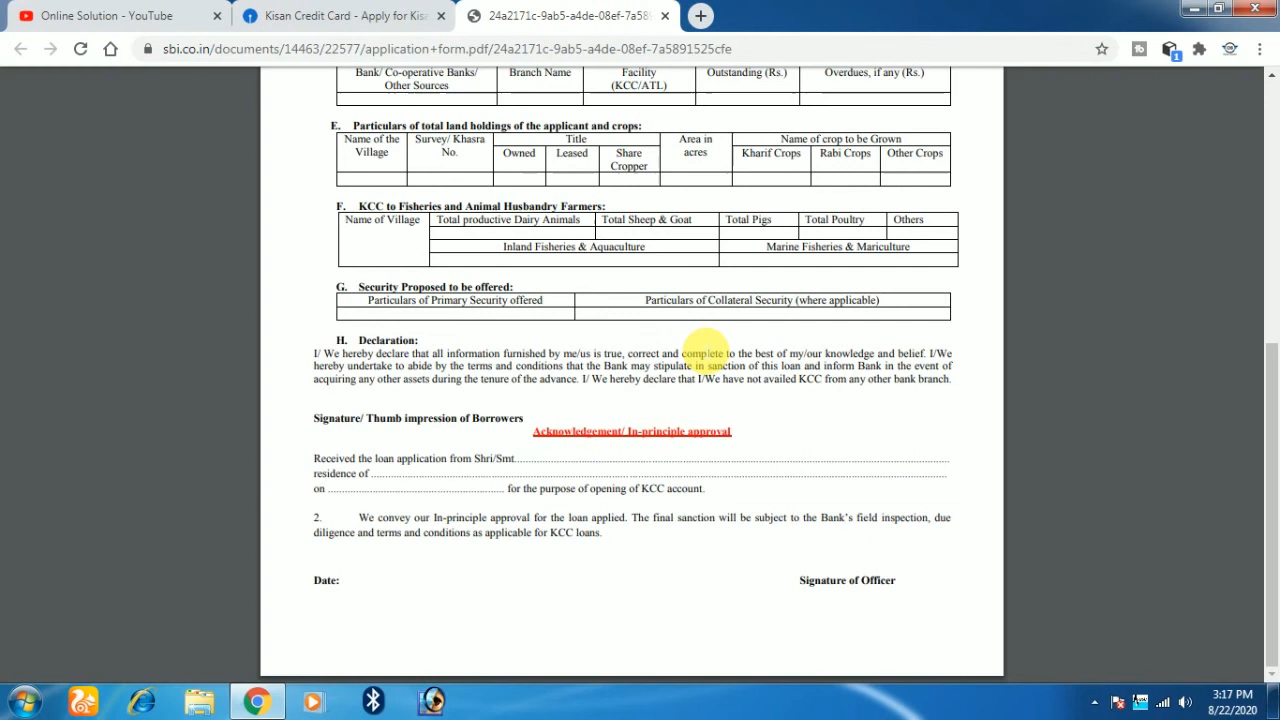 Online Solution - YouTube
Kisan Credit Card - Apply for Kisa
24a2171c-9ab5-a4de-08ef-7a58
sbi.co.in/documents/14463/22577/application+form.pdf/24a2171c-9ab5-a4de-08ef-7a5891525cfe
1
Bank/ Co-operative Banks/ Other Sources
Branch Name
Facility (KCC/ATL)
Outstanding (Rs.)
Overdues, if any (Rs.)
E. Particulars of total land holdings of the applicant and crops:
Name of the Village
Survey/ Khasra No.
Title
Area in acres
Name of crop to be Grown
Owned
Leased
Share Cropper
Kharif Crops
Rabi Crops
Other Crops
F. KCC to Fisheries and Animal Husbandry Farmers:
Name of Village
Total productive Dairy Animals
Total Sheep & Goat
Total Pigs
Total Poultry
Others
Inland Fisheries & Aquaculture
Marine Fisheries & Mariculture
G. Security Proposed to be offered:
Particulars of Primary Security offered
Particulars of Collateral Security (where applicable)
H. Declaration:
I/ We hereby declare that all information furnished by me/us is true, correct and complete to the best of my/our knowledge and belief. I/We
hereby undertake to abide by the terms and conditions that the Bank may stipulate in sanction of this loan and inform Bank in the event of
acquiring any other assets during the tenure of the advance. I/ We hereby declare that I/We have not availed KCC from any other bank branch.
Signature/ Thumb impression of Borrowers
Acknowledgement/ In-principle approval
Received the loan application from Shri/Smt.............................................
residence of .............................................
on ............................................. for the purpose of opening of KCC account.
2. We convey our In-principle approval for the loan applied. The final sanction will be subject to the Bank's field inspection, due
diligence and terms and conditions as applicable for KCC loans.
Date:
Signature of Officer
3:17 PM
8/22/2020